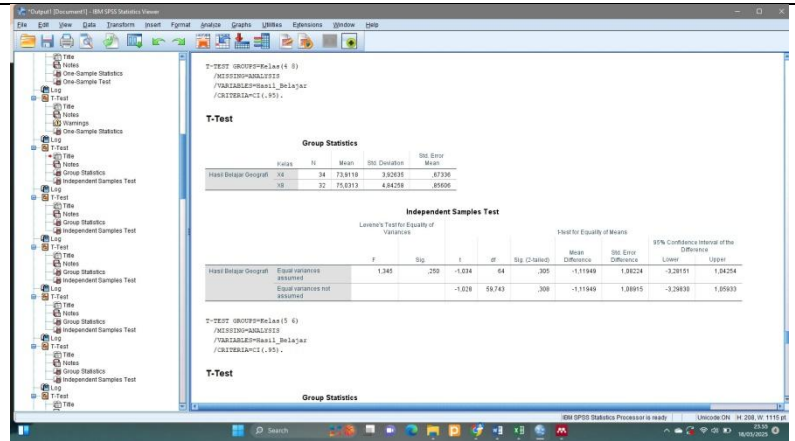 *Output1 [Document1] - IBM SPSS Statistics Viewer
File Edit View Data Transform Insert Format Analyze Graphs Utilities Extensions Window Help
Title
Notes
One-Sample Statistics
One-Sample Test
Log
T-Test
Title
Notes
Warnings
One-Sample Statistics
Log
T-Test
Title
Notes
Group Statistics
Independent Samples Test
Log
T-Test
Title
Notes
Group Statistics
Independent Samples Test
Log
T-Test
Title
Notes
Group Statistics
Independent Samples Test
Log
T-Test
Title
Notes
Group Statistics
Independent Samples Test
Log
T-Test
Title
Notes
Group Statistics
Independent Samples Test
Log
T-Test
Title
T-TEST GROUPS=Kelas(4 8)
/MISSING=ANALYSIS
/VARIABLES=Hasil_Belajar
/CRITERIA=CI(.95).
T-Test
Group Statistics
Kelas N Mean Std. Deviation Std. Error Mean
Hasil Belajar Geografi X4 34 73,9118 3,92635 ,67336
X8 32 75,0313 4,84258 ,85606
Independent Samples Test
Levene's Test for Equality of Variances t-test for Equality of Means
F Sig. t df Sig. (2-tailed) Mean Difference Std. Error Difference 95% Confidence Interval of the Difference
Lower Upper
Hasil Belajar Geografi Equal variances assumed 1,345 ,250 -1,034 64 ,305 -1,11949 1,08224 -3,28151 1,04254
Equal variances not assumed -1,028 59,743 ,308 -1,11949 1,08915 -3,29830 1,05933
T-TEST GROUPS=Kelas(5 6)
/MISSING=ANALYSIS
/VARIABLES=Hasil_Belajar
/CRITERIA=CI(.95).
T-Test
Group Statistics
IBM SPSS Statistics Processor is ready Unicode:ON H: 208, W: 1115 pt.
Search
23.55
18/03/2025